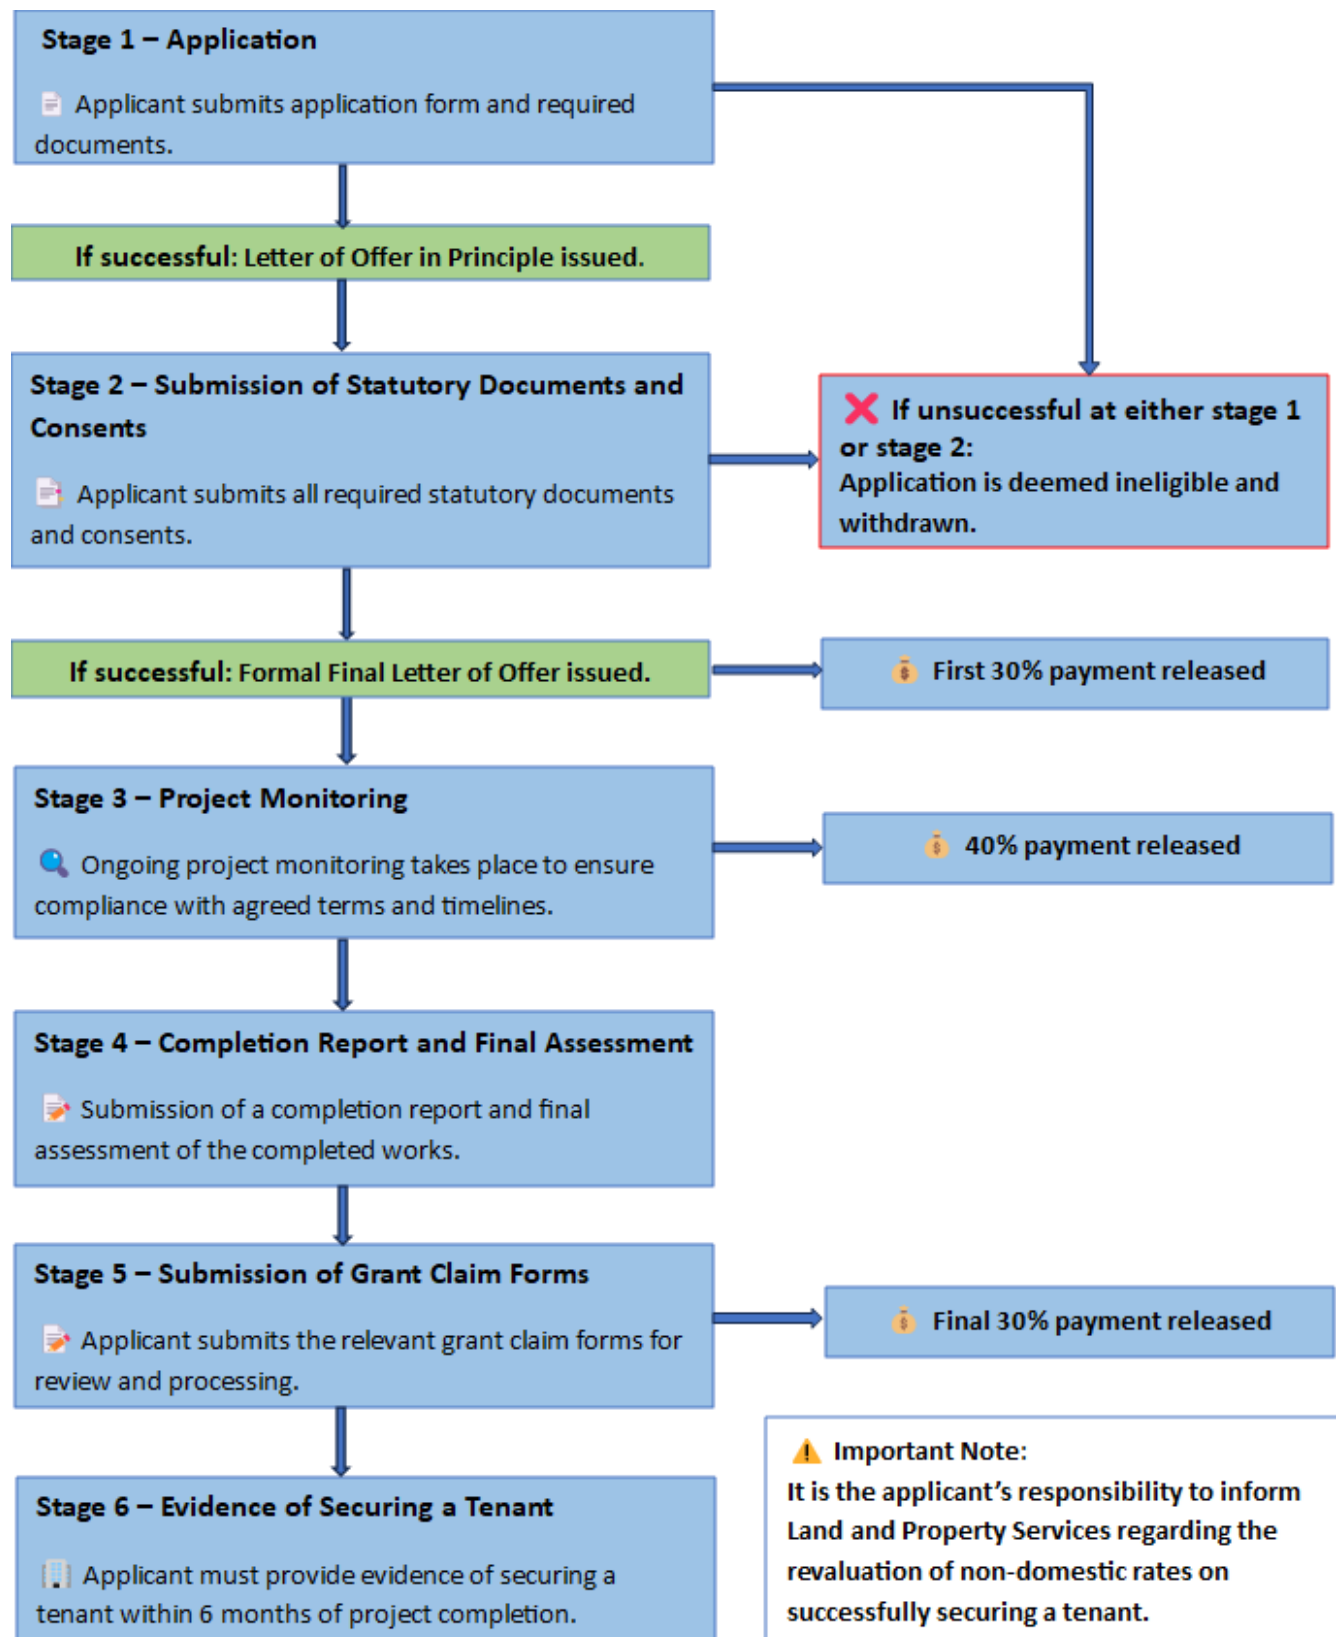 Stage 1 – Application
Applicant submits application form and required
documents.
If successful: Letter of Offer in Principle issued.
Stage 2 – Submission of Statutory Documents and
Consents
Applicant submits all required statutory documents
and consents.
If unsuccessful at either stage 1
or stage 2:
Application is deemed ineligible and
withdrawn.
If successful: Formal Final Letter of Offer issued.
First 30% payment released
Stage 3 – Project Monitoring
Ongoing project monitoring takes place to ensure
compliance with agreed terms and timelines.
40% payment released
Stage 4 – Completion Report and Final Assessment
Submission of a completion report and final
assessment of the completed works.
Stage 5 – Submission of Grant Claim Forms
Applicant submits the relevant grant claim forms for
review and processing.
Final 30% payment released
Stage 6 – Evidence of Securing a Tenant
Applicant must provide evidence of securing a
tenant within 6 months of project completion.
Important Note:
It is the applicant’s responsibility to inform
Land and Property Services regarding the
revaluation of non-domestic rates on
successfully securing a tenant.